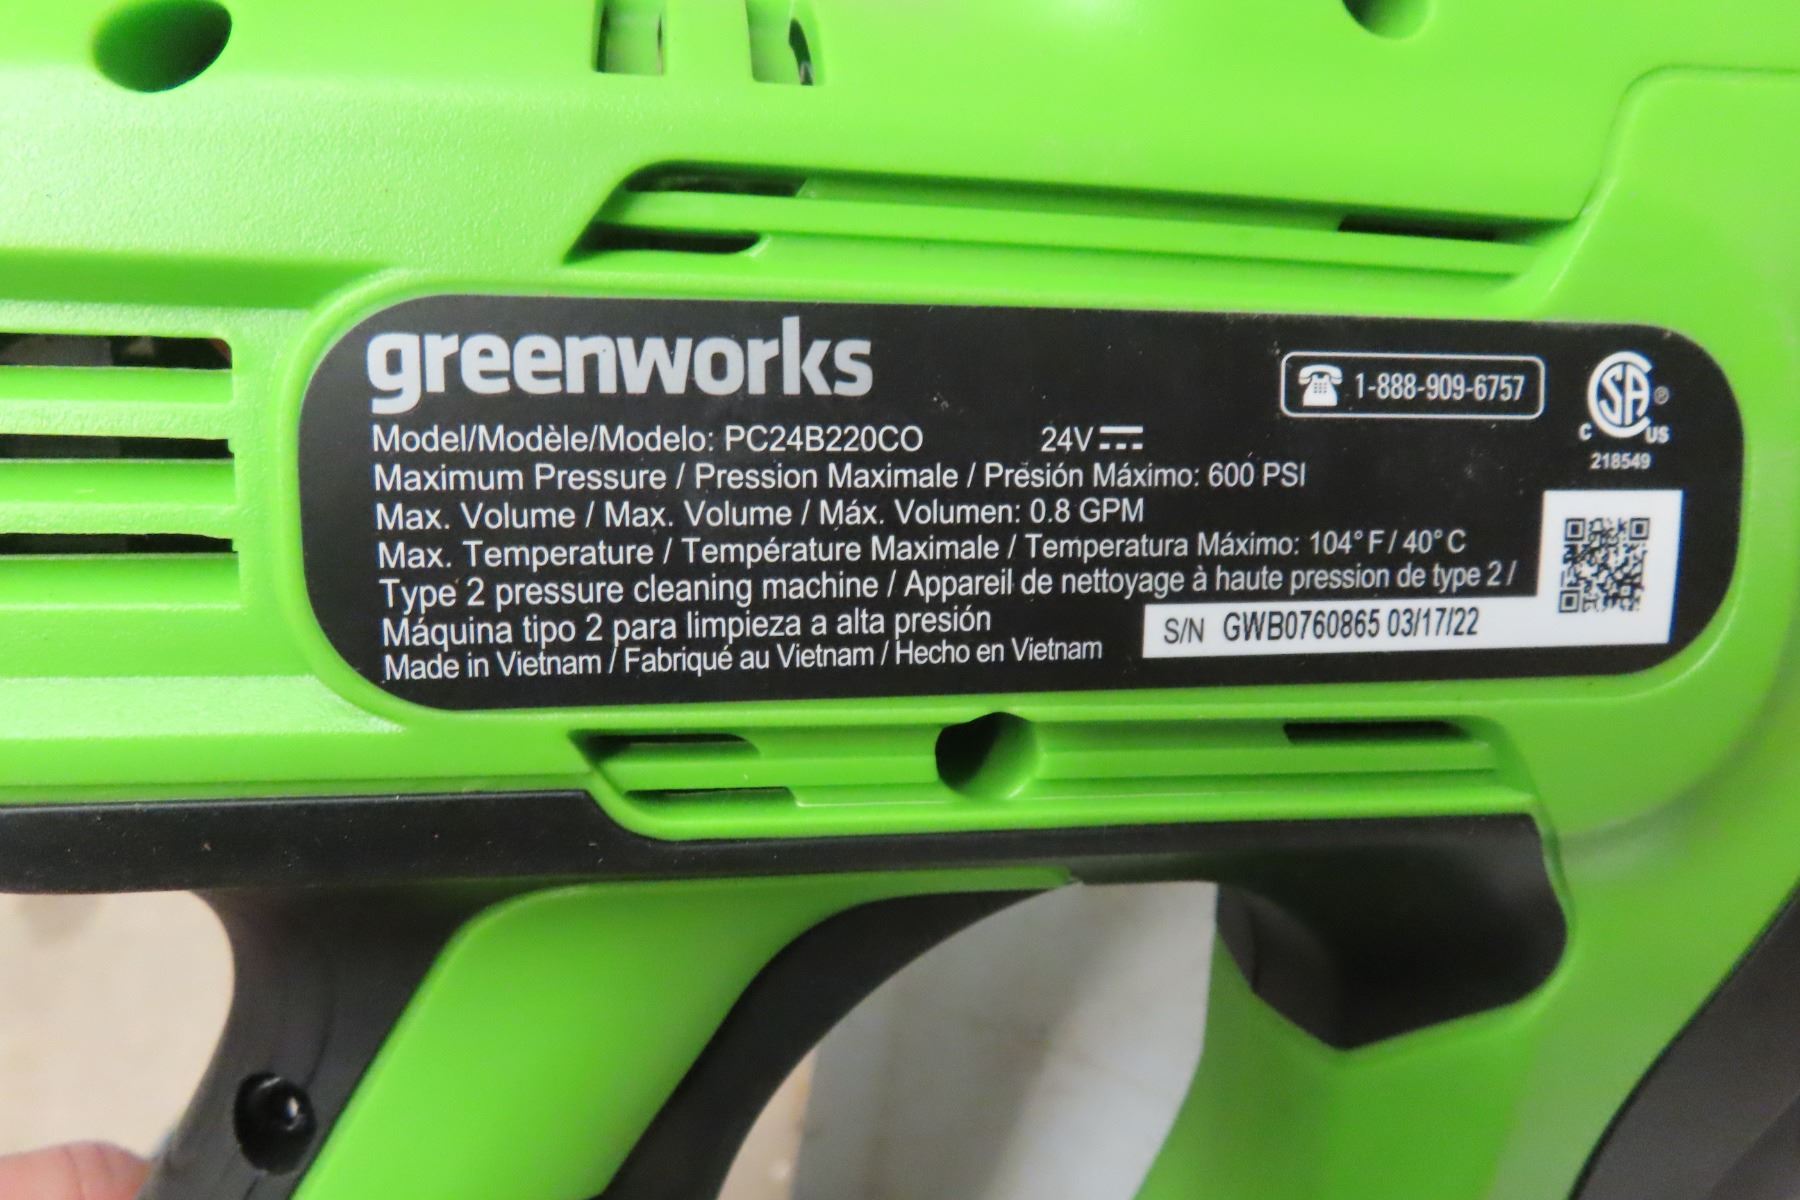 greenworks
1-888-909-6757
CSA ®
C US
218549
Model/Modèle/Modelo: PC24B220CO 24V
Maximum Pressure / Pression Maximale / Presión Máximo: 600 PSI
Max. Volume / Max. Volume / Máx. Volumen: 0.8 GPM
Max. Temperature / Température Maximale / Temperatura Máximo: 104° F / 40° C
Type 2 pressure cleaning machine / Appareil de nettoyage à haute pression de type 2 /
Máquina tipo 2 para limpieza a alta presión
Made in Vietnam / Fabriqué au Vietnam / Hecho en Vietnam
S/N GWB0760865 03/17/22